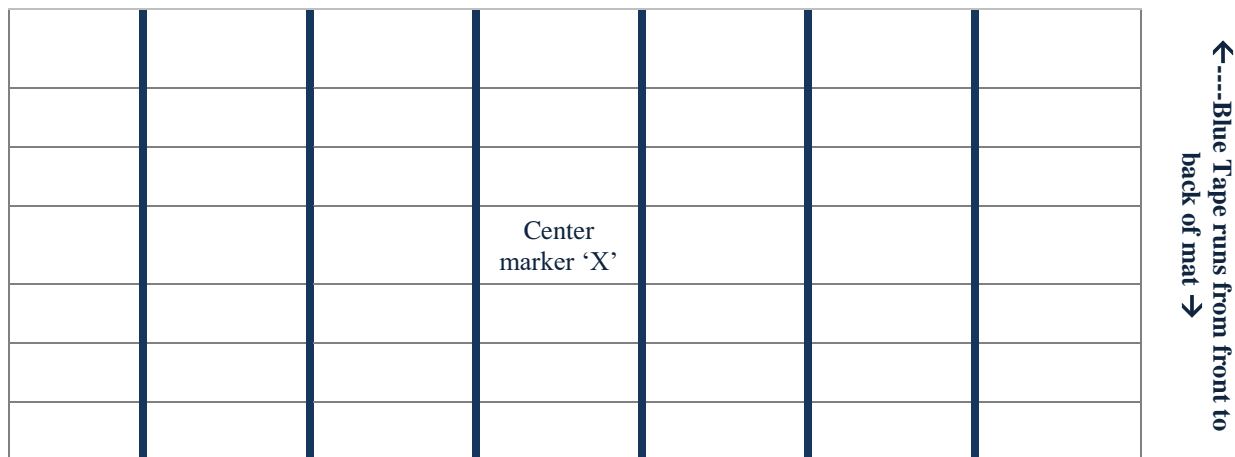 Center
marker ‘X’
←----Blue Tape runs from front to
back of mat →